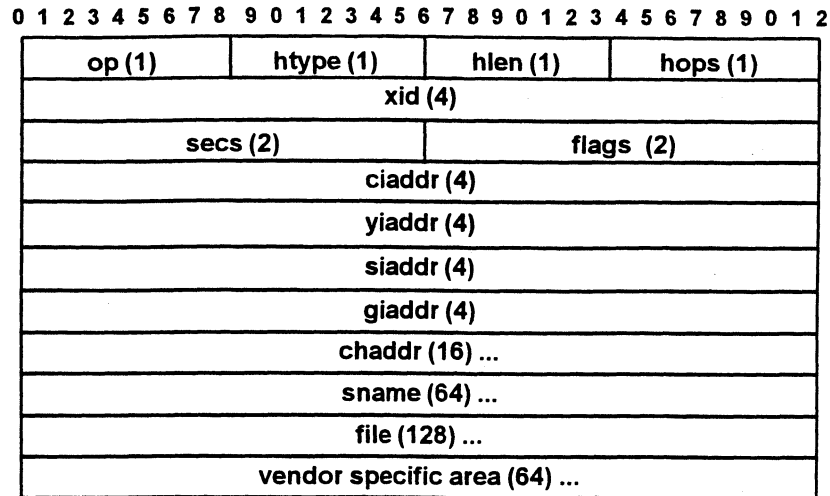 0 1 2 3 4 5 6 7 8 9 0 1 2 3 4 5 6 7 8 9 0 1 2 3 4 5 6 7 8 9 0 1 2
op (1) htype (1) hlen (1) hops (1)
xid (4)
secs (2) flags (2)
ciaddr (4)
yiaddr (4)
siaddr (4)
giaddr (4)
chaddr (16) ...
sname (64) ...
file (128) ...
vendor specific area (64) ...